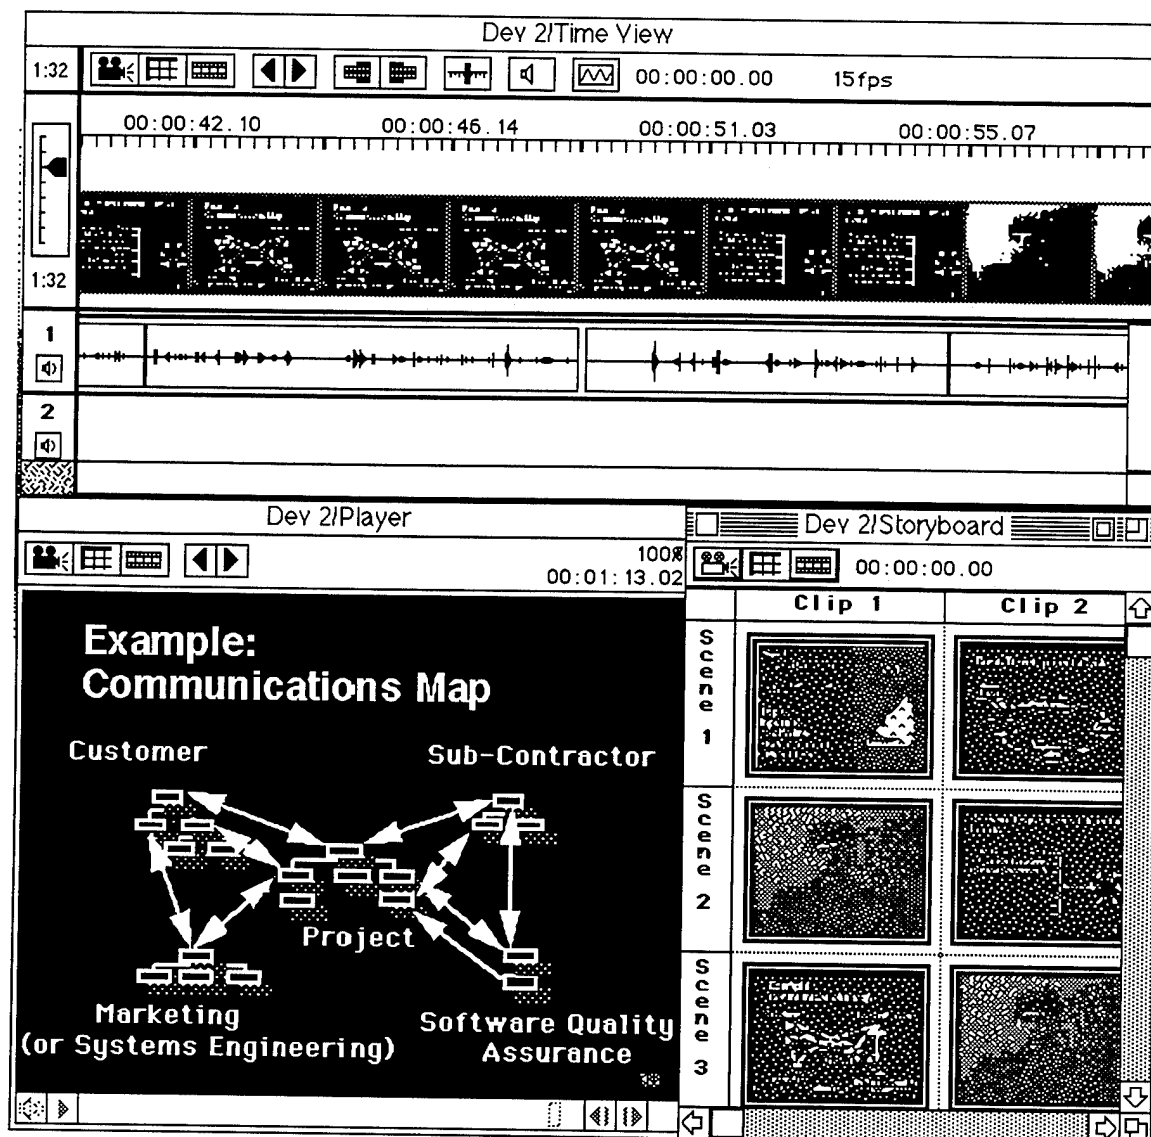 Dev 2/Time View
1:32
00:00:00.00
15fps
00:00:42.10
00:00:46.14
00:00:51.03
00:00:55.07
1:32
1
2
Dev 2/Player
100%
00:01:13.02
Example:
Communications Map
Customer
Sub-Contractor
Project
Marketing
(or Systems Engineering)
Software Quality
Assurance
Dev 2/Storyboard
00:00:00.00
Clip 1
Clip 2
Scene 1
Scene 2
Scene 3